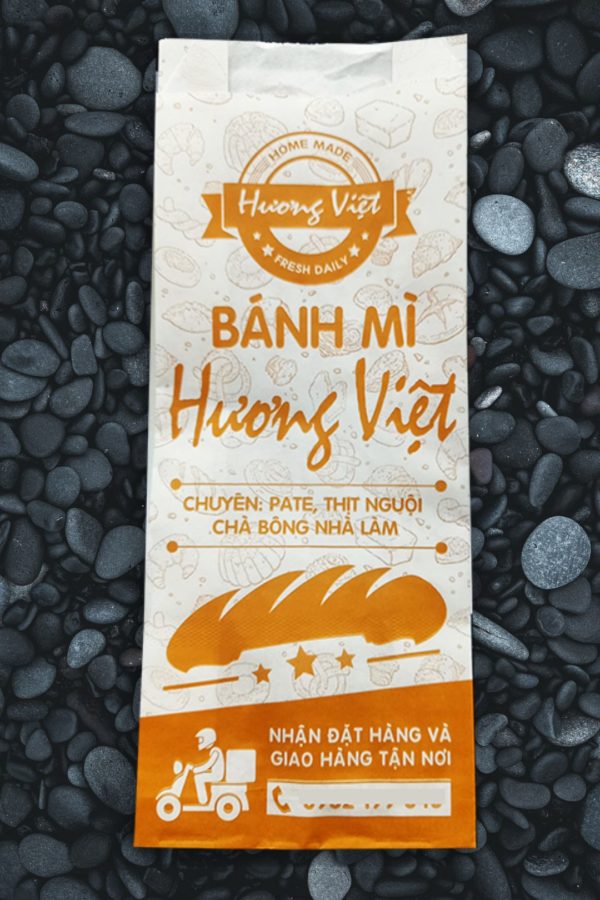 HOME MADE
Hương Việt
FRESH DAILY
BÁNH MÌ
Hương Việt
CHUYÊN: PATE, THỊT NGUỘI
CHÀ BÔNG NHÀ LÀM
NHẬN ĐẶT HÀNG VÀ
GIAO HÀNG TẬN NƠI